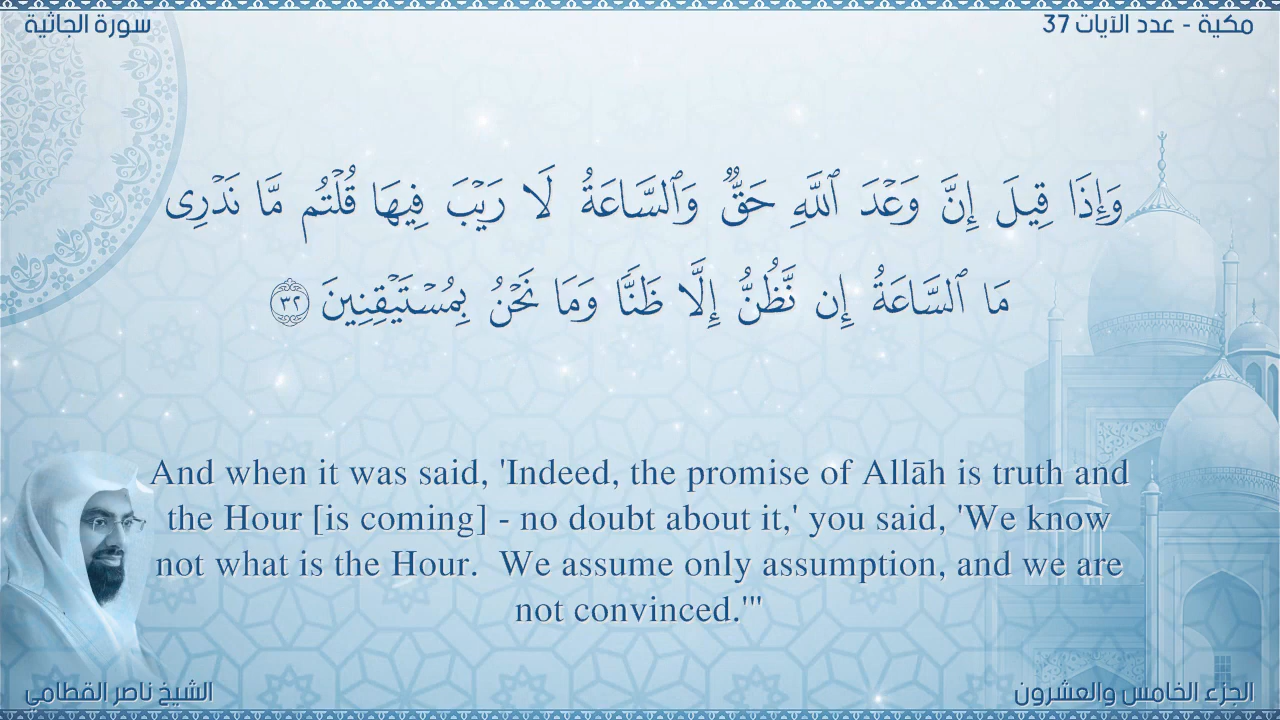 سورة الجاثية
مكية - عدد الآيات 37
وَإِذَا قِيلَ إِنَّ وَعْدَ ٱللَّهِ حَقٌّ وَٱلسَّاعَةُ لَا رَيْبَ فِيهَا قُلْتُم مَّا نَدْرِى
مَا ٱلسَّاعَةُ إِن نَّظُنُّ إِلَّا ظَنًّا وَمَا نَحْنُ بِمُسْتَيْقِنِينَ ٣٢
And when it was said, 'Indeed, the promise of Allāh is truth and
the Hour [is coming] - no doubt about it,' you said, 'We know
not what is the Hour.  We assume only assumption, and we are
not convinced.'"
الشيخ ناصر القطامي
الجزء الخامس والعشرون